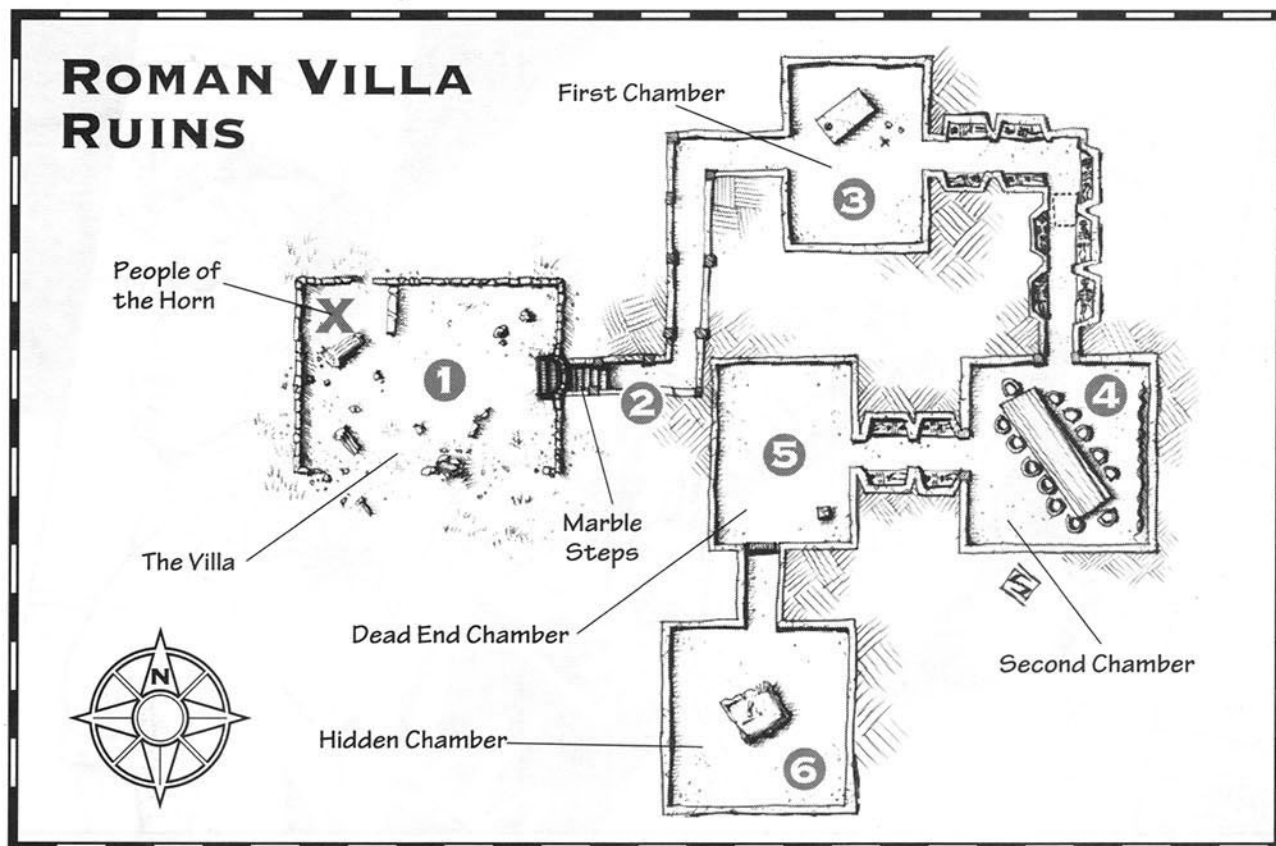 ROMAN VILLA
RUINS
First Chamber
3
People of
the Horn
X
1
2
4
5
The Villa
Marble
Steps
Dead End Chamber
Second Chamber
N
Hidden Chamber
6